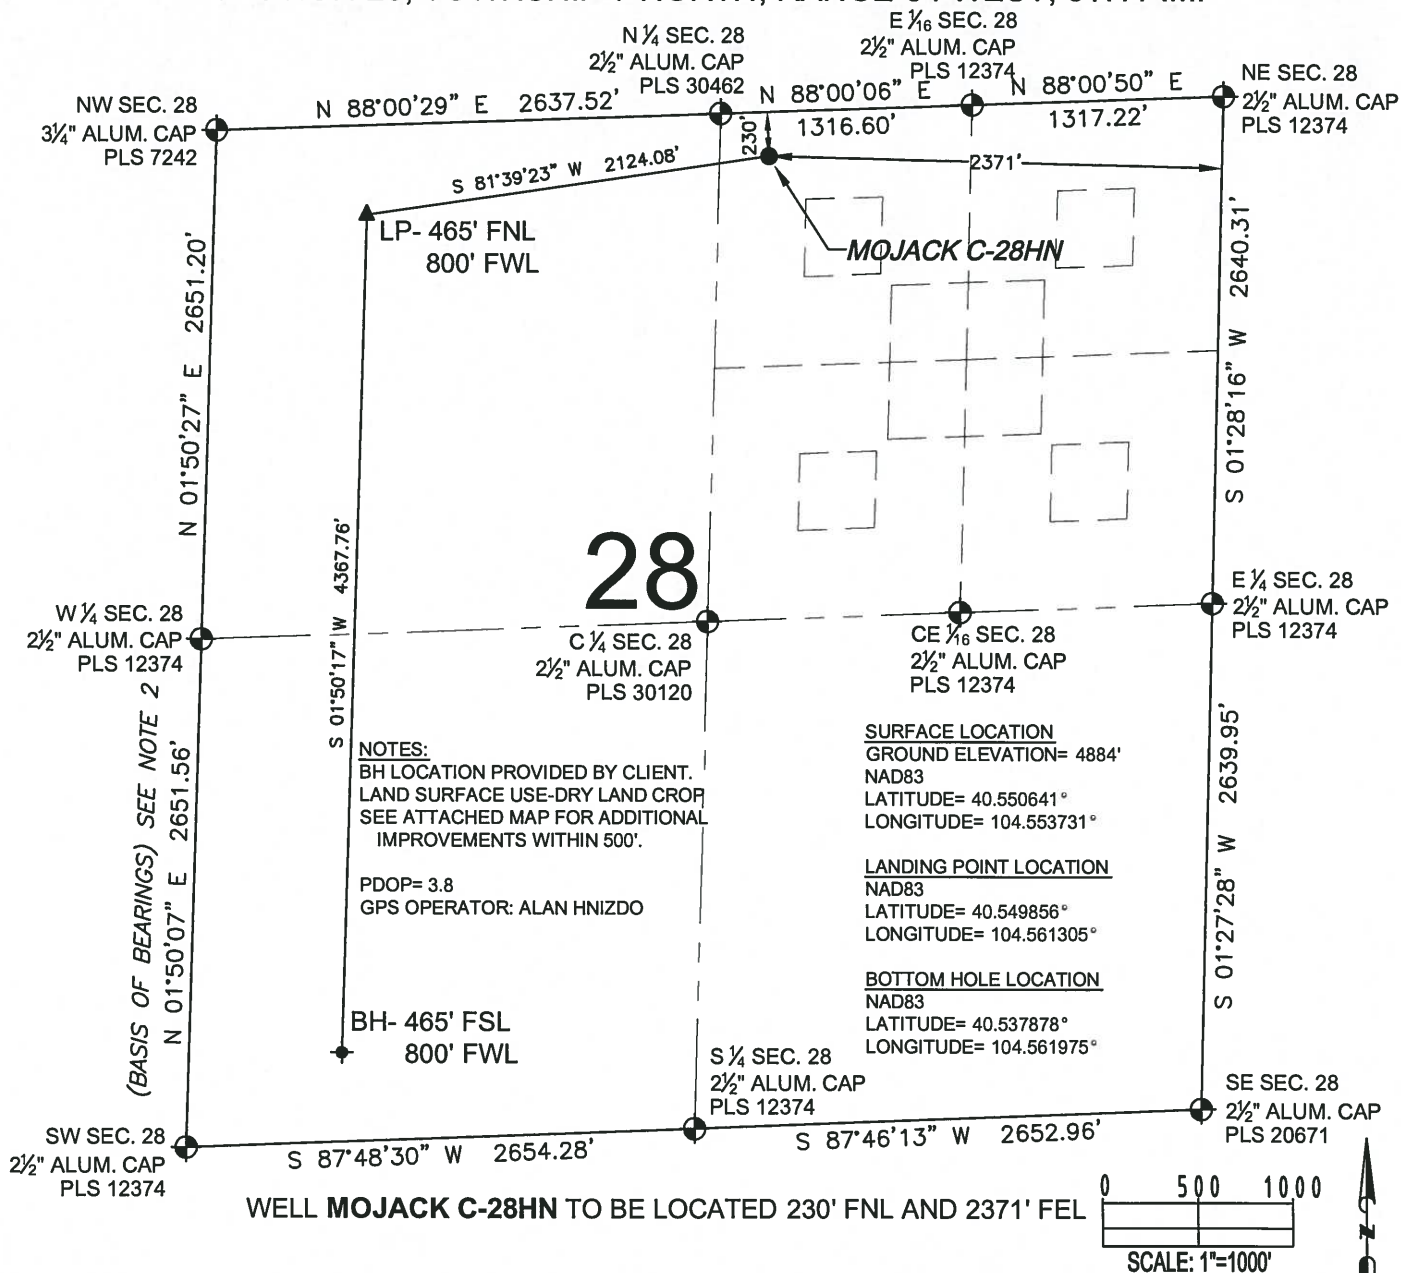 N ¼ SEC. 28
2½" ALUM. CAP
PLS 30462
E ⅟16 SEC. 28
2½" ALUM. CAP
PLS 12374
NE SEC. 28
2½" ALUM. CAP
PLS 12374
NW SEC. 28
3¼" ALUM. CAP
PLS 7242
N 88°00'29" E 2637.52'
N 88°00'06" E
1316.60'
N 88°00'50" E
1317.22'
230'
2371'
S 81°39'23" W 2124.08'
LP- 465' FNL
800' FWL
MOJACK C-28HN
N 01°50'27" E 2651.20'
S 01°28'16" W 2640.31'
S 01°50'17" W 4367.76'
28
W ¼ SEC. 28
2½" ALUM. CAP
PLS 12374
C ¼ SEC. 28
2½" ALUM. CAP
PLS 30120
CE ⅟16 SEC. 28
2½" ALUM. CAP
PLS 12374
E ¼ SEC. 28
2½" ALUM. CAP
PLS 12374
(BASIS OF BEARINGS) SEE NOTE 2
N 01°50'07" E 2651.56'
S 01°27'28" W 2639.95'
NOTES:
BH LOCATION PROVIDED BY CLIENT.
LAND SURFACE USE-DRY LAND CROP
SEE ATTACHED MAP FOR ADDITIONAL
IMPROVEMENTS WITHIN 500'.
PDOP= 3.8
GPS OPERATOR: ALAN HNIZDO
SURFACE LOCATION
GROUND ELEVATION= 4884'
NAD83
LATITUDE= 40.550641°
LONGITUDE= 104.553731°
LANDING POINT LOCATION
NAD83
LATITUDE= 40.549856°
LONGITUDE= 104.561305°
BOTTOM HOLE LOCATION
NAD83
LATITUDE= 40.537878°
LONGITUDE= 104.561975°
BH- 465' FSL
800' FWL
S ¼ SEC. 28
2½" ALUM. CAP
PLS 12374
SE SEC. 28
2½" ALUM. CAP
PLS 20671
SW SEC. 28
2½" ALUM. CAP
PLS 12374
S 87°48'30" W 2654.28'
S 87°46'13" W 2652.96'
WELL MOJACK C-28HN TO BE LOCATED 230' FNL AND 2371' FEL
0 500 1000
SCALE: 1"=1000'
N